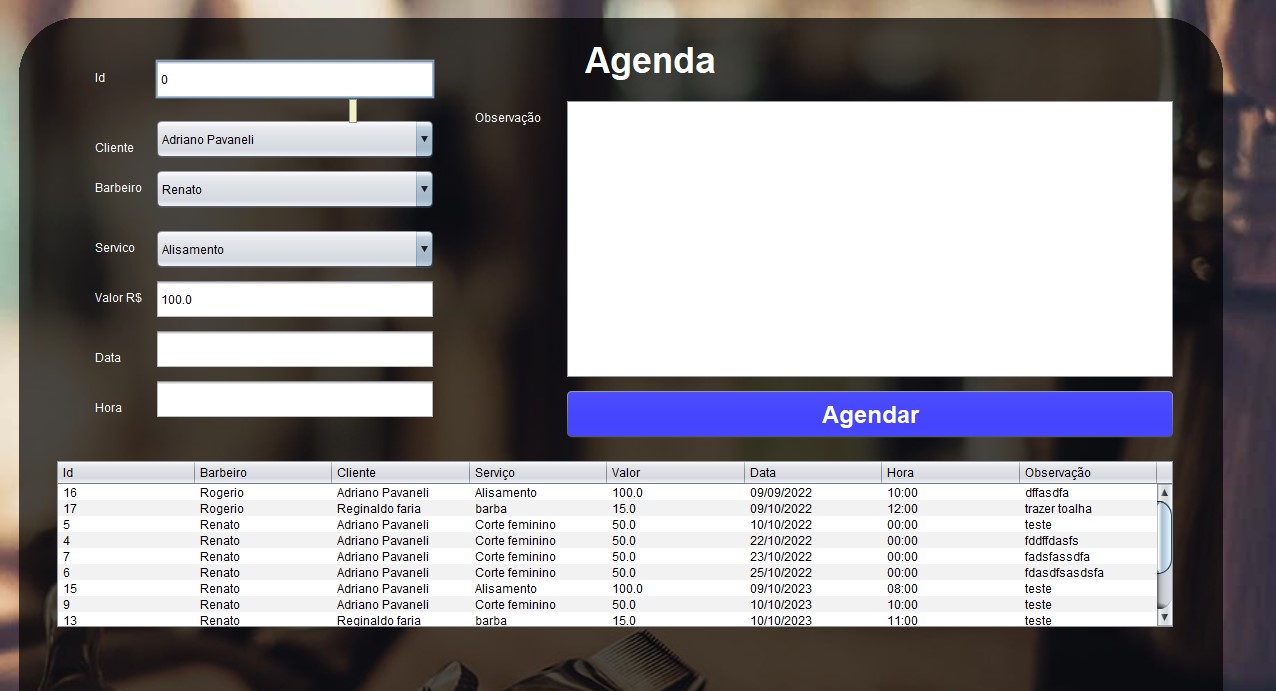 Agenda
Id 0
Cliente Adriano Pavaneli
Barbeiro Renato
Servico Alisamento
Valor R$ 100.0
Data
Hora
Observação
Agendar
Id Barbeiro Cliente Serviço Valor Data Hora Observação
16 Rogerio Adriano Pavaneli Alisamento 100.0 09/09/2022 10:00 dffasdfa
17 Rogerio Reginaldo faria barba 15.0 09/10/2022 12:00 trazer toalha
5 Renato Adriano Pavaneli Corte feminino 50.0 10/10/2022 00:00 teste
4 Renato Adriano Pavaneli Corte feminino 50.0 22/10/2022 00:00 fddffdasfs
7 Renato Adriano Pavaneli Corte feminino 50.0 23/10/2022 00:00 fadsfassdfa
6 Renato Adriano Pavaneli Corte feminino 50.0 25/10/2022 00:00 fdasdfsasdsfa
15 Renato Adriano Pavaneli Alisamento 100.0 09/10/2023 08:00 teste
9 Renato Adriano Pavaneli Corte feminino 50.0 10/10/2023 10:00 teste
13 Renato Reginaldo faria barba 15.0 10/10/2023 11:00 teste